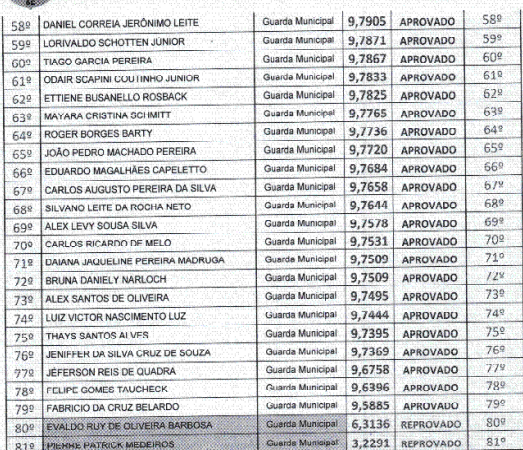 58º DANIEL CORREIA JERÔNIMO LEITE Guarda Municipal 9,7905 APROVADO 58º
59º LORIVALDO SCHOTTEN JÚNIOR Guarda Municipal 9,7871 APROVADO 59º
60º TIAGO GARCIA PEREIRA Guarda Municipal 9,7867 APROVADO 60º
61º ODAIR SCAPINI COUTINHO JUNIOR Guarda Municipal 9,7833 APROVADO 61º
62º ETTIENE BUSANELLO ROSBACK Guarda Municipal 9,7825 APROVADO 62º
63º MAYARA CRISTINA SCHMITT Guarda Municipal 9,7765 APROVADO 63º
64º ROGER BORGES BARTY Guarda Municipal 9,7736 APROVADO 64º
65º JOÃO PEDRO MACHADO PEREIRA Guarda Municipal 9,7720 APROVADO 65º
66º EDUARDO MAGALHÃES CAPELETTO Guarda Municipal 9,7684 APROVADO 66º
67º CARLOS AUGUSTO PEREIRA DA SILVA Guarda Municipal 9,7658 APROVADO 67º
68º SILVANO LEITE DA ROCHA NETO Guarda Municipal 9,7644 APROVADO 68º
69º ALEX LEVY SOUSA SILVA Guarda Municipal 9,7578 APROVADO 69º
70º CARLOS RICARDO DE MELO Guarda Municipal 9,7531 APROVADO 70º
71º DAIANA JAQUELINE PEREIRA MADRUGA Guarda Municipal 9,7509 APROVADO 71º
72º BRUNA DANIELY NARLOCH Guarda Municipal 9,7509 APROVADO 72º
73º ALEX SANTOS DE OLIVEIRA Guarda Municipal 9,7495 APROVADO 73º
74º LUIZ VICTOR NASCIMENTO LUZ Guarda Municipal 9,7444 APROVADO 74º
75º THAYS SANTOS ALVES Guarda Municipal 9,7395 APROVADO 75º
76º JENIFFER DA SILVA CRUZ DE SOUZA Guarda Municipal 9,7369 APROVADO 76º
77º JÉFERSON REIS DE QUADRA Guarda Municipal 9,6758 APROVADO 77º
78º FELIPE GOMES TAUCHECK Guarda Municipal 9,6396 APROVADO 78º
79º FABRICIO DA CRUZ BELARDO Guarda Municipal 9,5885 APROVADO 79º
80º EVALDO RUY DE OLIVEIRA BARBOSA Guarda Municipal 6,3136 REPROVADO 80º
81º PIERRE PATRICK MEDEIROS Guarda Municipal 3,2291 REPROVADO 81º